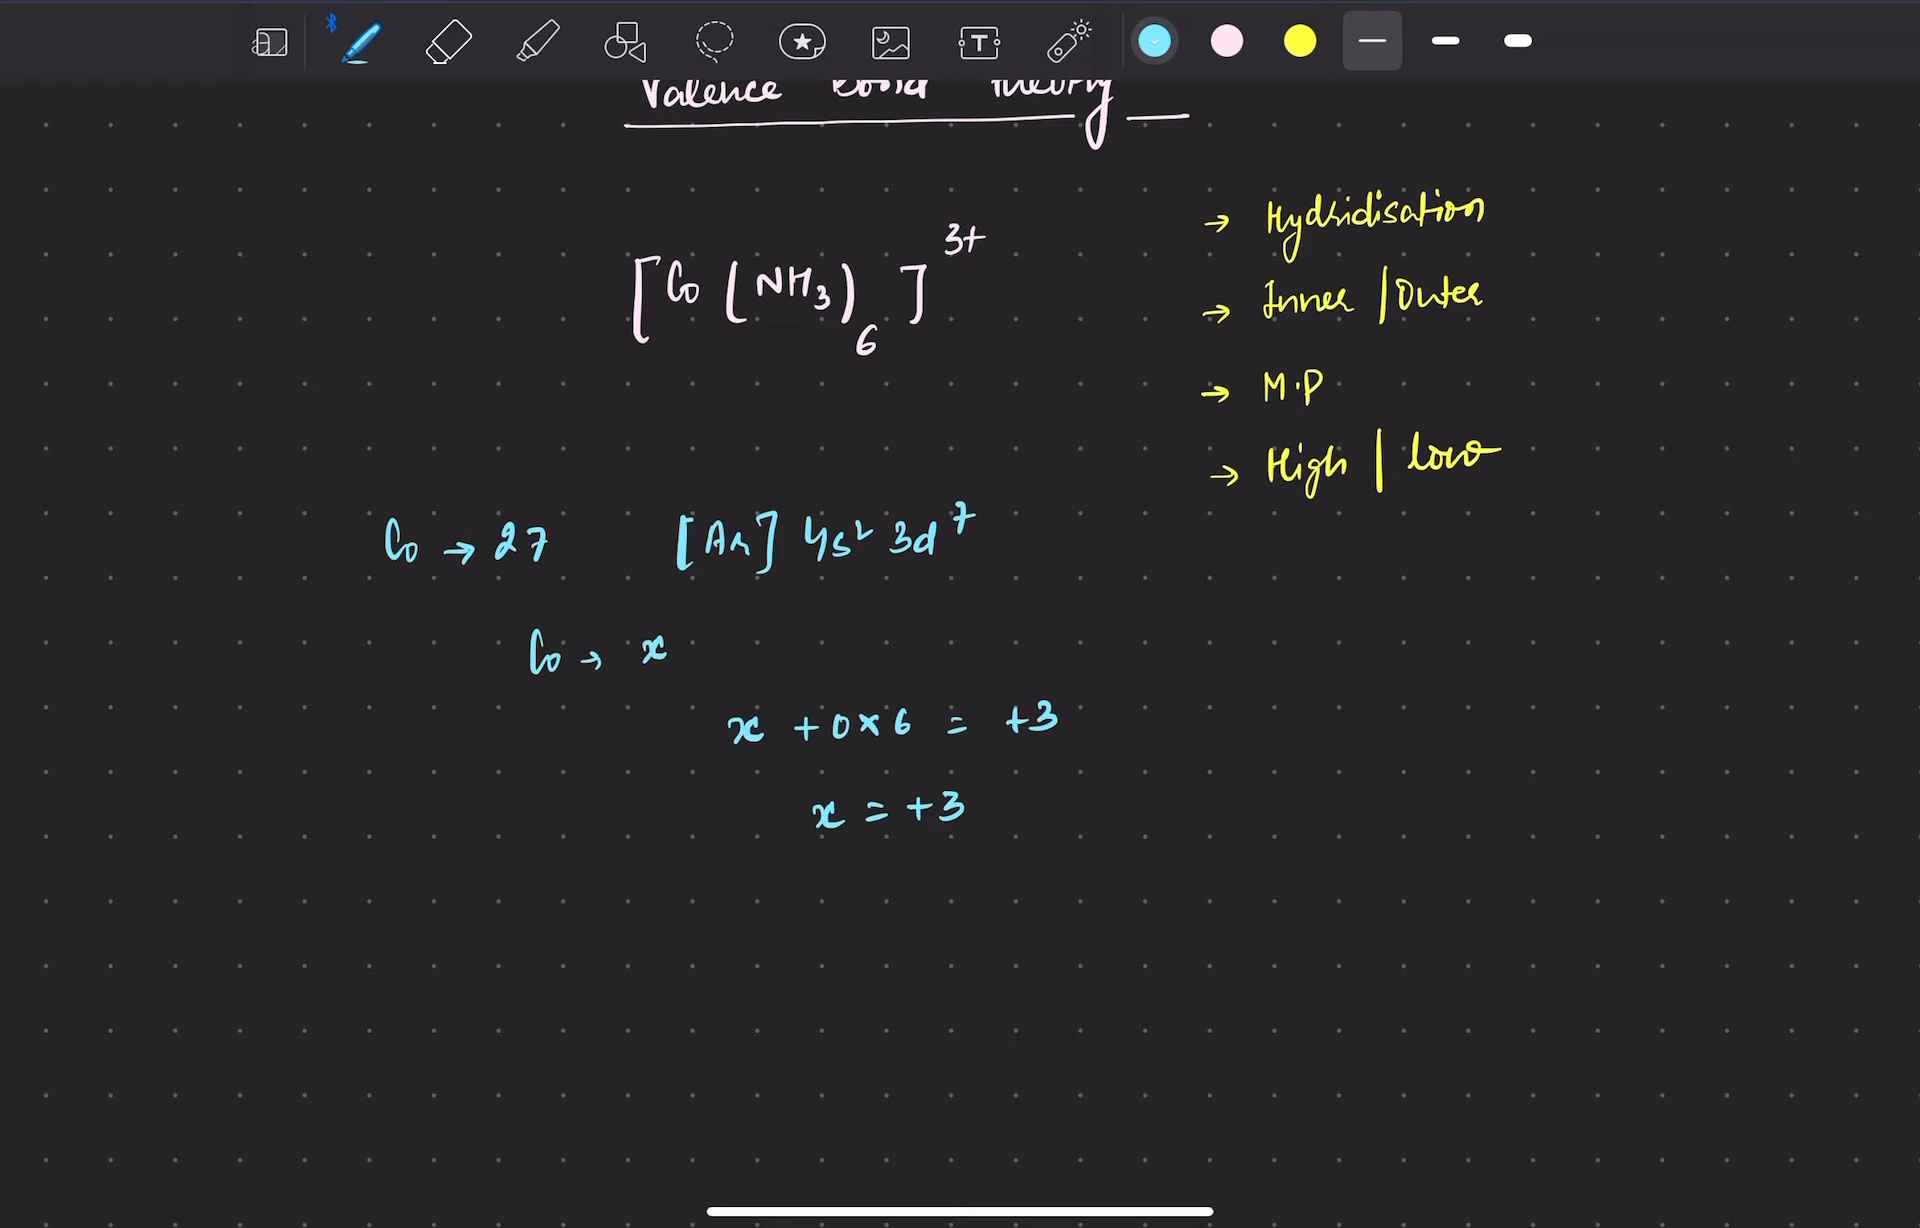 Valence Bond Theory
[Co(NH₃)₆]³⁺
→ Hydridisation
→ Inner | Outer
→ M.P
→ High | low
Co → 27 [Ar] 4s² 3d⁷
Co → x
x + 0×6 = +3
x = +3